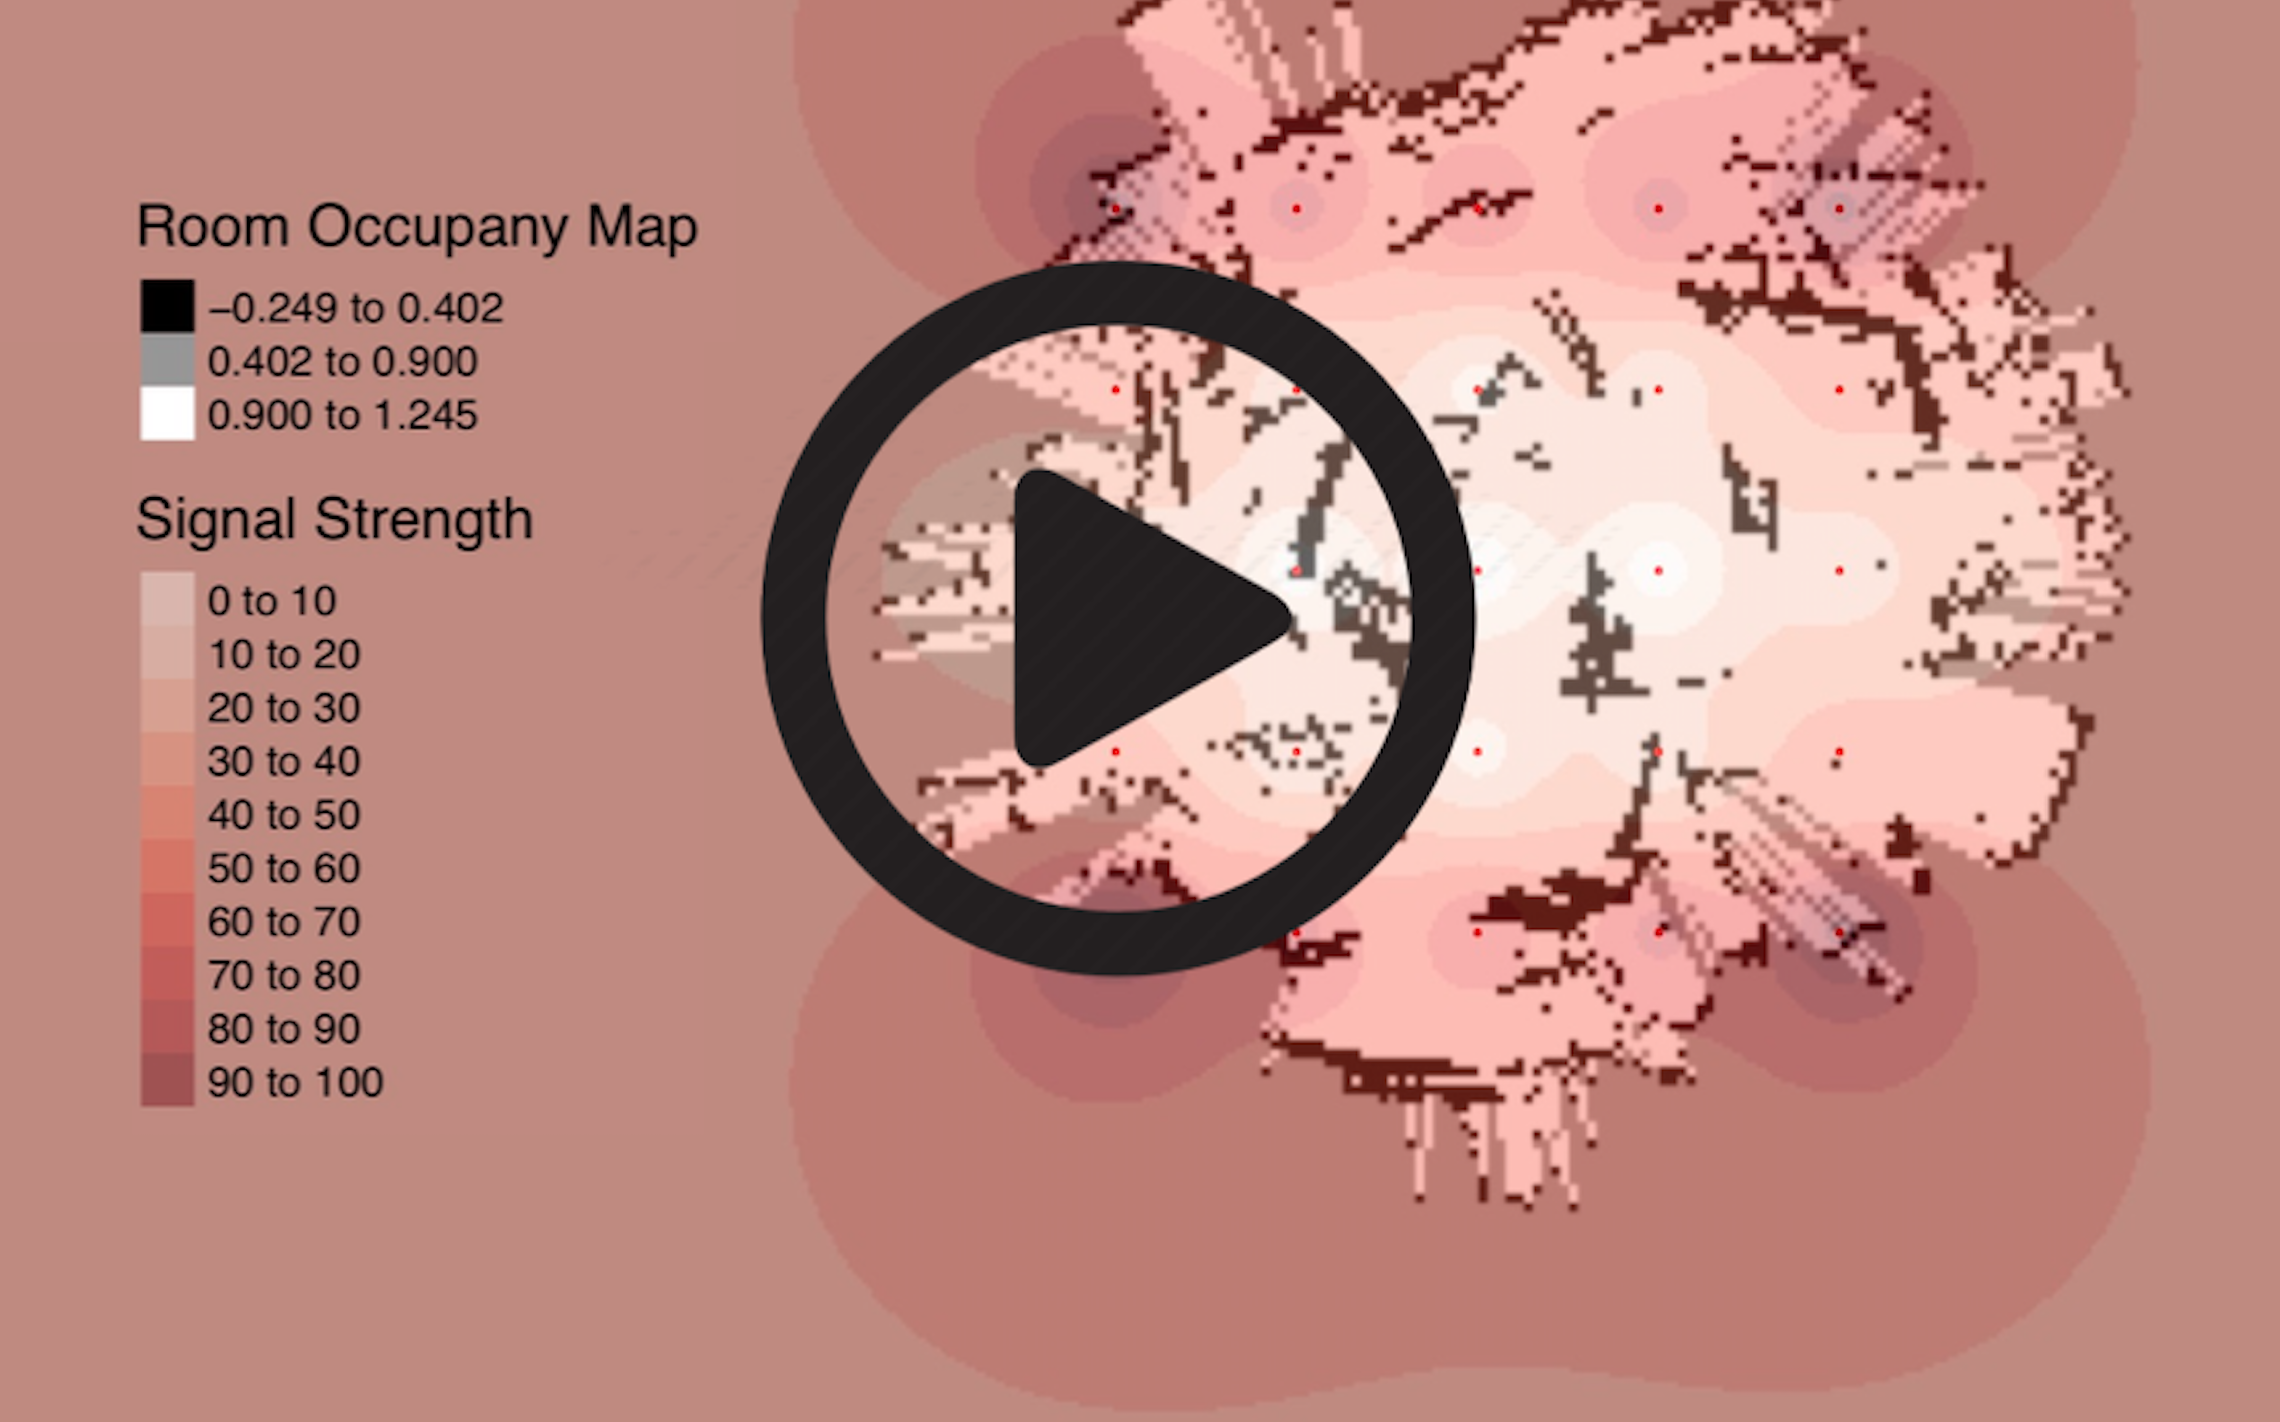 Room Occupany Map
−0.249 to 0.402
0.402 to 0.900
0.900 to 1.245
Signal Strength
0 to 10
10 to 20
20 to 30
30 to 40
40 to 50
50 to 60
60 to 70
70 to 80
80 to 90
90 to 100